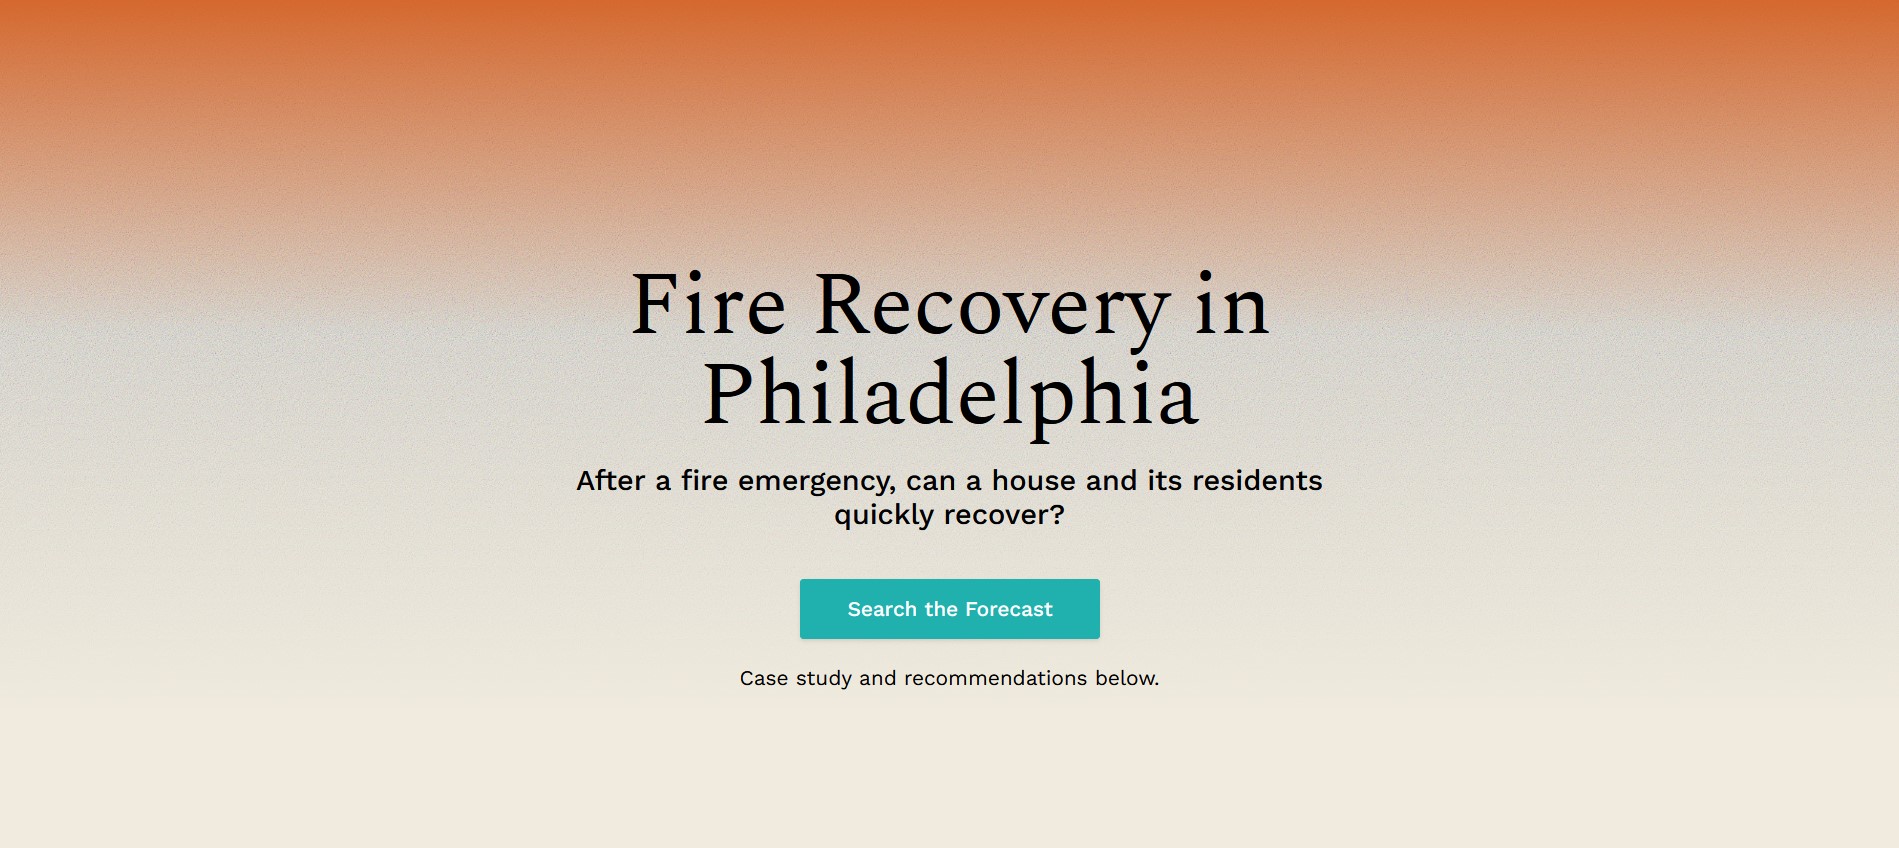 Fire Recovery in
Philadelphia
After a fire emergency, can a house and its residents
quickly recover?
Search the Forecast
Case study and recommendations below.